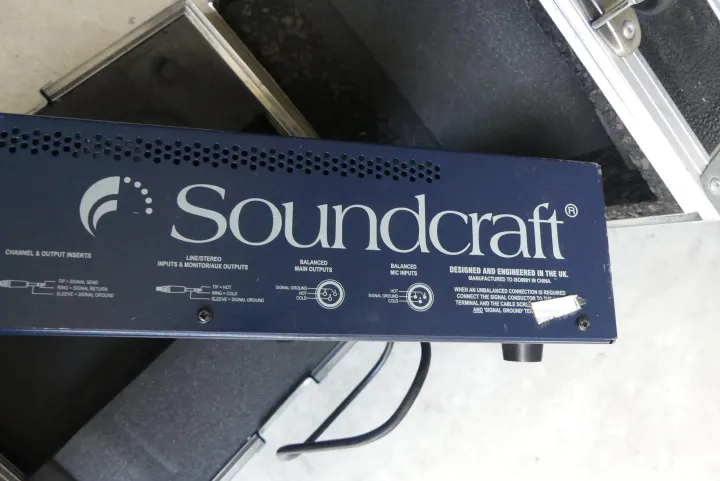 Soundcraft®
CHANNEL & OUTPUT INSERTS
TIP = SIGNAL SEND
RING = SIGNAL RETURN
SLEEVE = SIGNAL GROUND
LINE/STEREO
INPUTS & MONITOR/AUX OUTPUTS
TIP = HOT
RING = COLD
SLEEVE = SIGNAL GROUND
BALANCED
MAIN OUTPUTS
SIGNAL GROUND
HOT
COLD
BALANCED
MIC INPUTS
HOT
SIGNAL GROUND
COLD
DESIGNED AND ENGINEERED IN THE UK.
MANUFACTURED TO ISO9001 IN CHINA.
WHEN AN UNBALANCED CONNECTION IS REQUIRED
CONNECT THE SIGNAL CONDUCTOR TO THE
TERMINAL AND THE CABLE
AND 'SIGNAL GROUND'